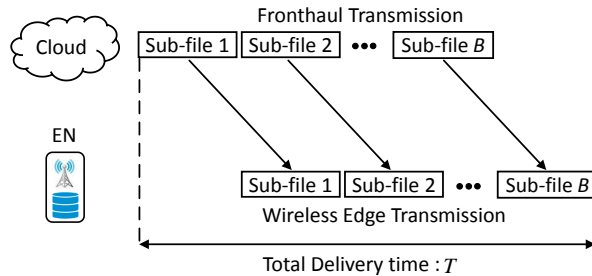 Fronthaul Transmission
Cloud
Sub-file 1 Sub-file 2 ••• Sub-file B
EN
Sub-file 1 Sub-file 2 ••• Sub-file B
Wireless Edge Transmission
Total Delivery time : T